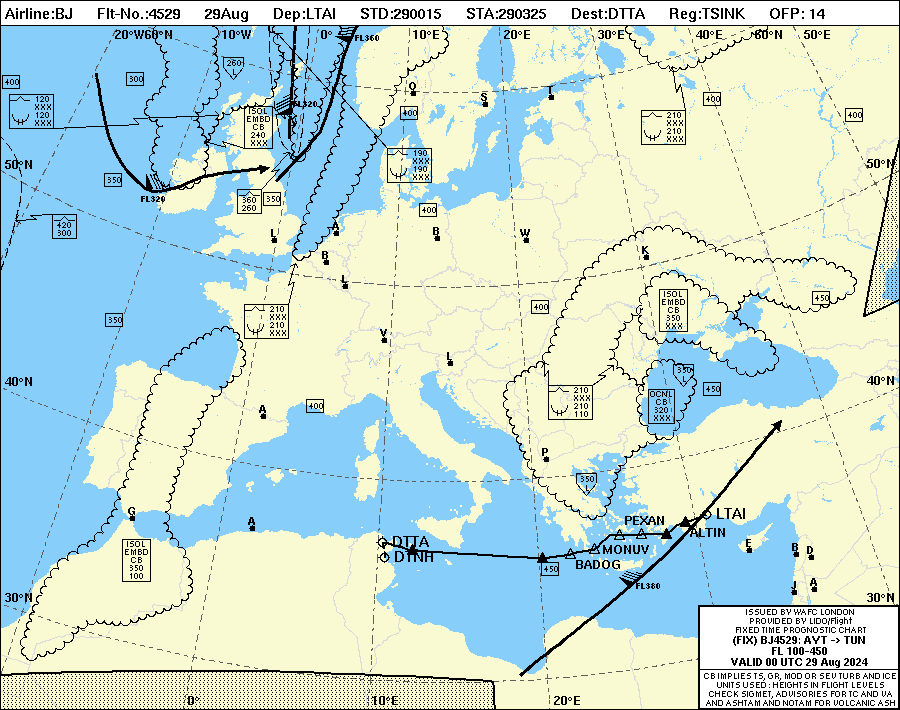 Airline:BJ Flt-No.:4529 29Aug Dep:LTAI STD:290015 STA:290325 Dest:DTTA Reg:TSINK OFP: 14
20°W60°N 10°W 0° FL360 10°E 20°E 30°E 40°E 60°N 50°E
260
400
300
400
120
XXX
120
XXX
O
S
T
400
400
400
FL320
ISOL
EMBD
CB
240
XXX
210
XXX
210
XXX
50°N
190
XXX
190
XXX
50°N
350
FL320
360
260
350
400
420
300
L
A
B
W
B
L
K
450
350
400
ISOL
EMBD
CB
350
XXX
210
XXX
210
XXX
V
L
350
L
40°N
450
40°N
210
XXX
210
110
OCNL
CB
320
XXX
A
400
P
350
L
G
A
PEXAN
LTAI
ALTIN
DTTA
MONUV
DTNH
BADOG
450
E
B
D
ISOL
EMBD
CB
350
100
FL380
J
A
30°N
30°N
ISSUED BY WAFC LONDON
PROVIDED BY LIDO/Flight
FIXED TIME PROGNOSTIC CHART
(FIX) BJ4529: AYT -> TUN
FL 100-450
VALID 00 UTC 29 Aug 2024
CB IMPLIES TS, GR, MOD OR SEV TURB AND ICE
UNITS USED : HEIGHTS IN FLIGHT LEVELS
CHECK SIGMET, ADVISORIES FOR TC AND VA
AND ASHTAM AND NOTAM FOR VOLCANIC ASH
0° 10°E 20°E